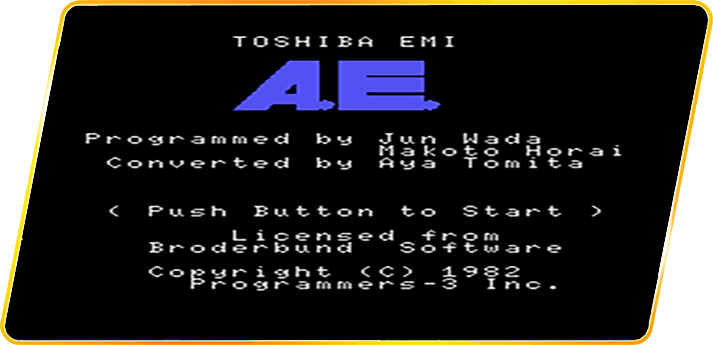 TOSHIBA EMI
A.E.
Programmed by Jun Wada
Makoto Horai
Converted by Aya Tomita
( Push Button to Start )
Licensed from
Broderbund Software
Copyright (C) 1982
Programmers-3 Inc.